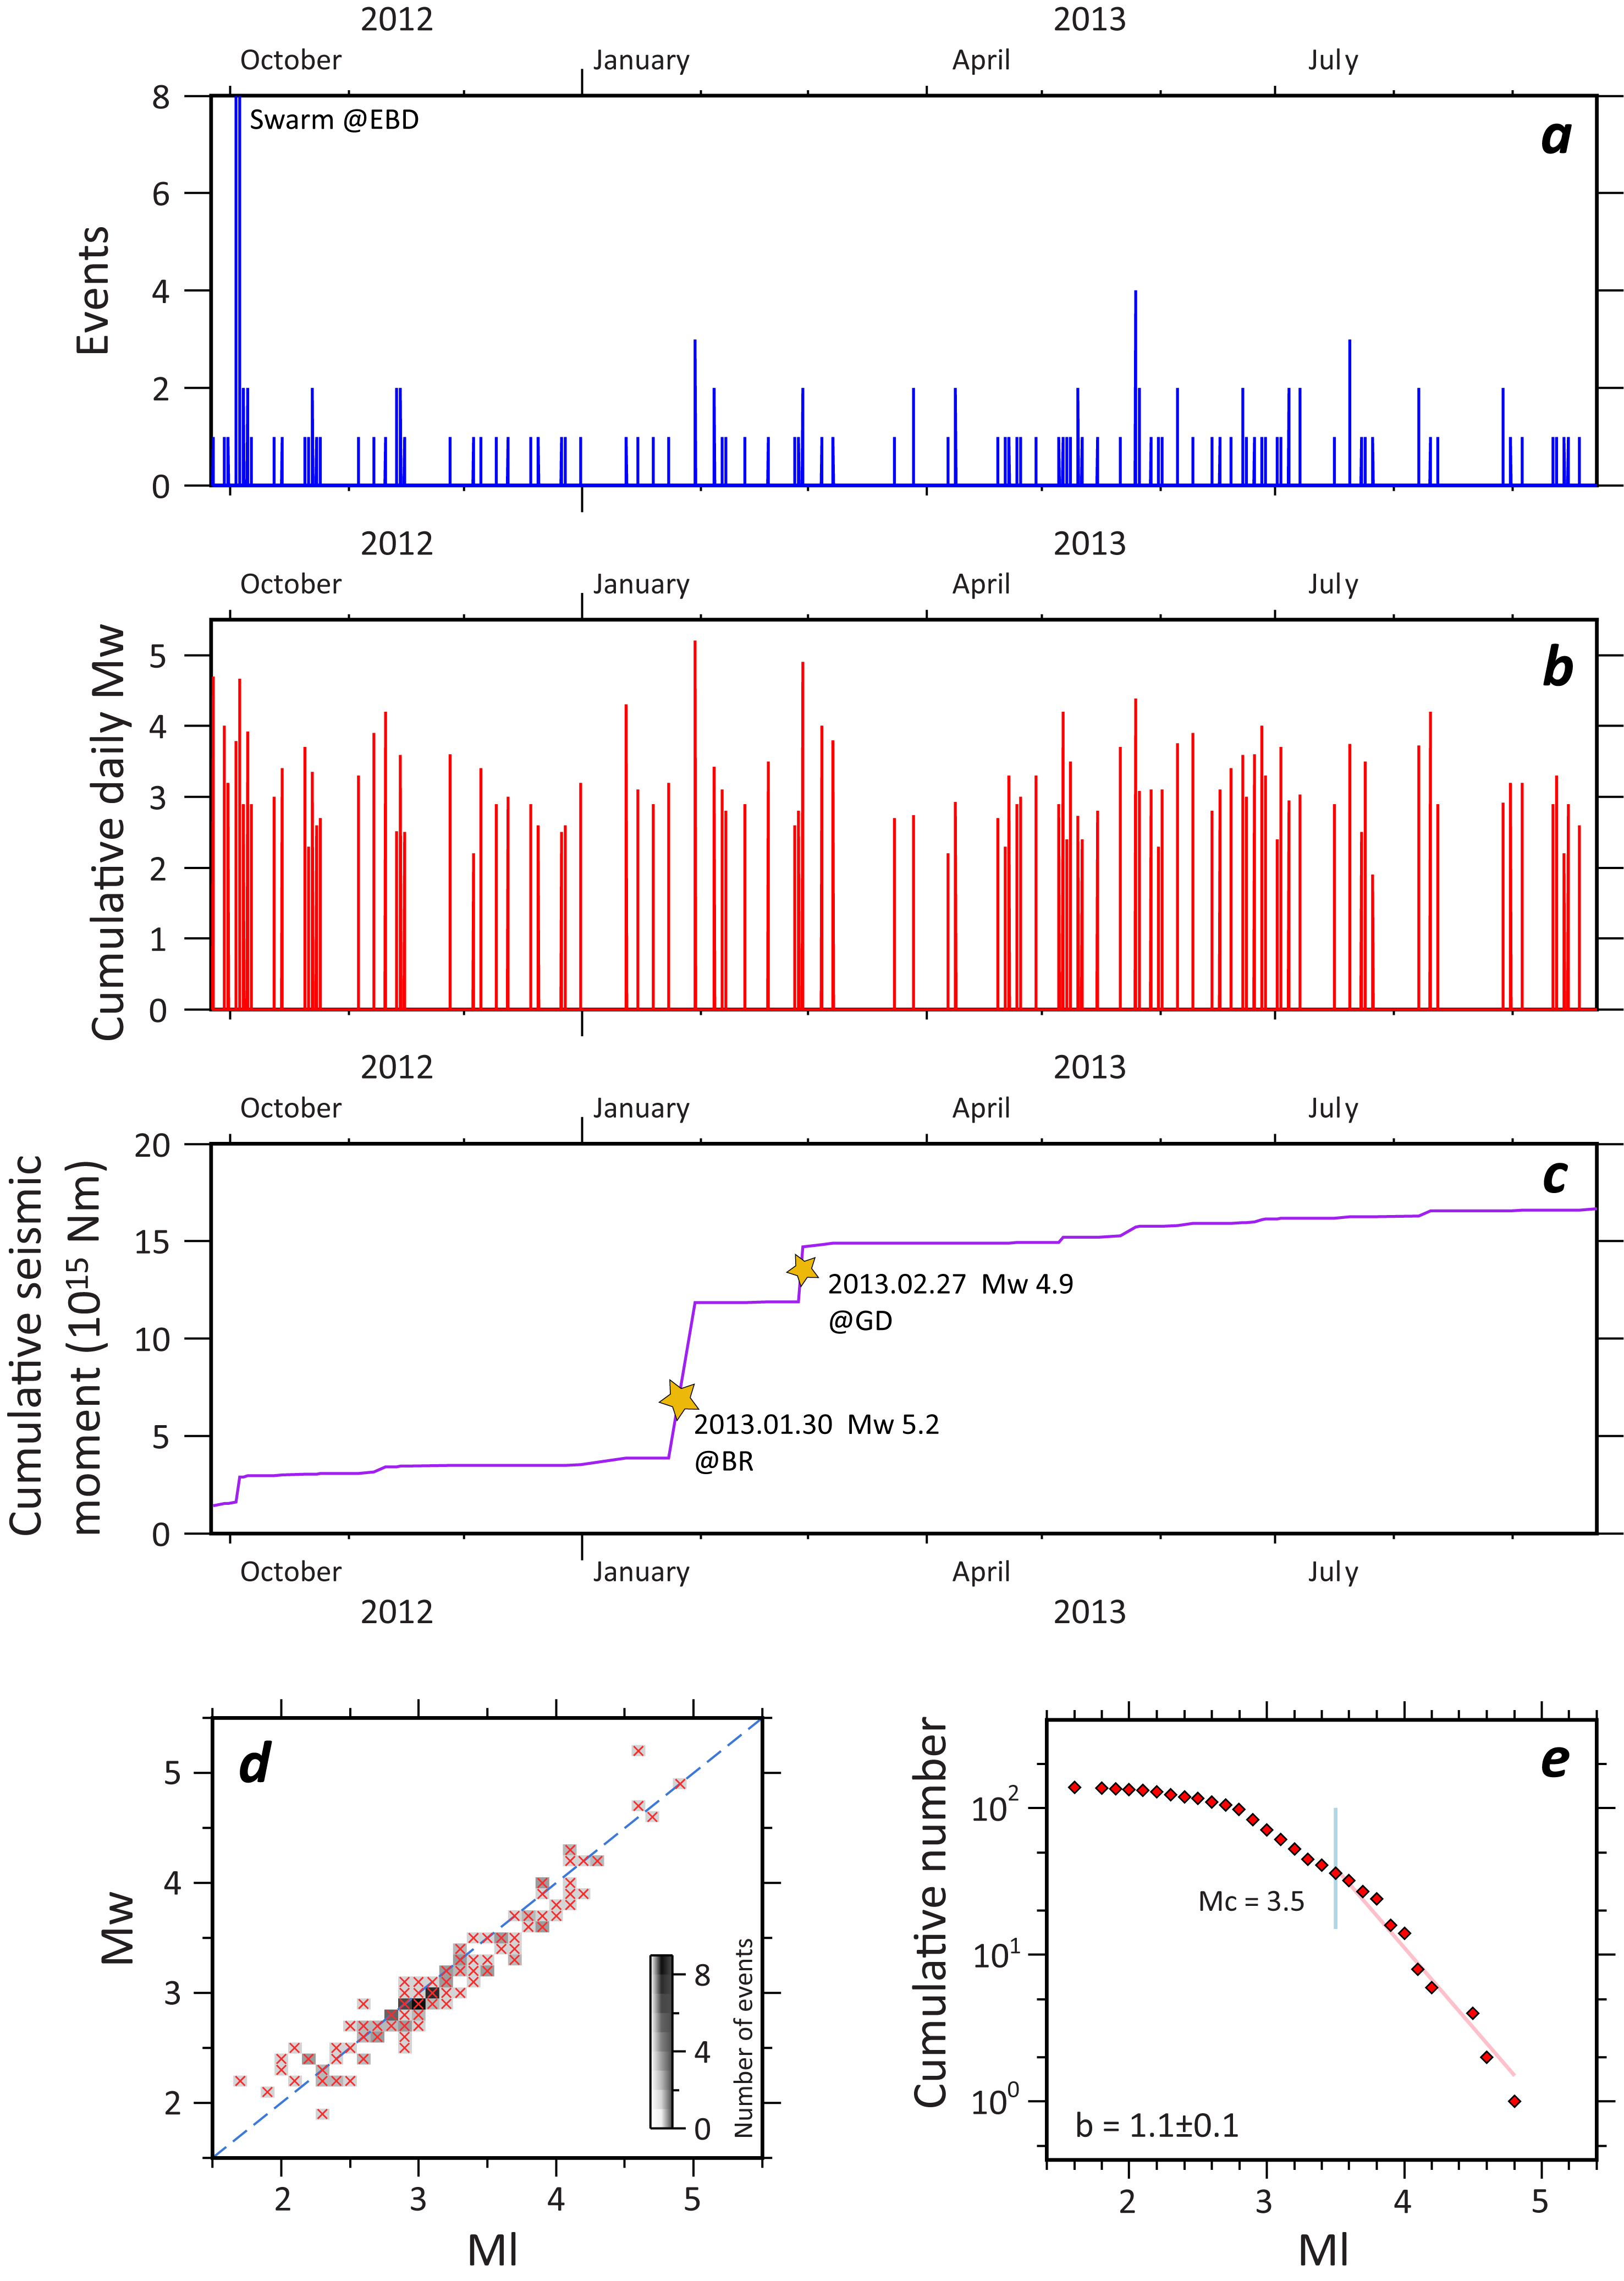 2012 2013
October January April July
8
Swarm @EBD
a
6
Events
4
2
0
2012 2013
October January April July
b
5
Cumulative daily Mw
4
3
2
1
0
2012 2013
October January April July
20
c
Cumulative seismic
moment (10¹⁵ Nm)
15
2013.02.27 Mw 4.9
@GD
10
2013.01.30 Mw 5.2
@BR
5
0
October January April July
2012 2013
d
5
Mw
4
3
2
8
4
0
Number of events
2 3 4 5
Ml
e
Cumulative number
10²
Mc = 3.5
10¹
10⁰
b = 1.1±0.1
2 3 4 5
Ml